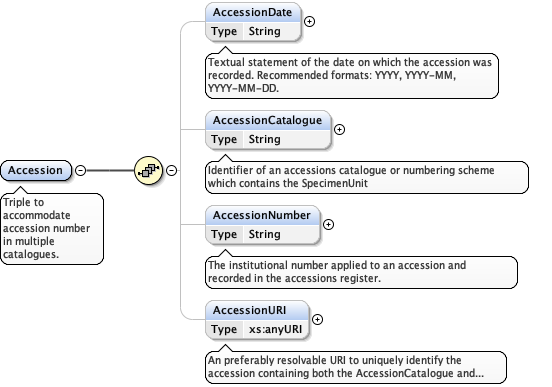 AccessionDate
Type String
Textual statement of the date on which the accession was
recorded. Recommended formats: YYYY, YYYY-MM,
YYYY-MM-DD.
AccessionCatalogue
Type String
Identifier of an accessions catalogue or numbering scheme
which contains the SpecimenUnit
Accession
Triple to
accommodate
accession number
in multiple
catalogues.
AccessionNumber
Type String
The institutional number applied to an accession and
recorded in the accessions register.
AccessionURI
Type xs:anyURI
An preferably resolvable URI to uniquely identify the
accession containing both the AccessionCatalogue and...